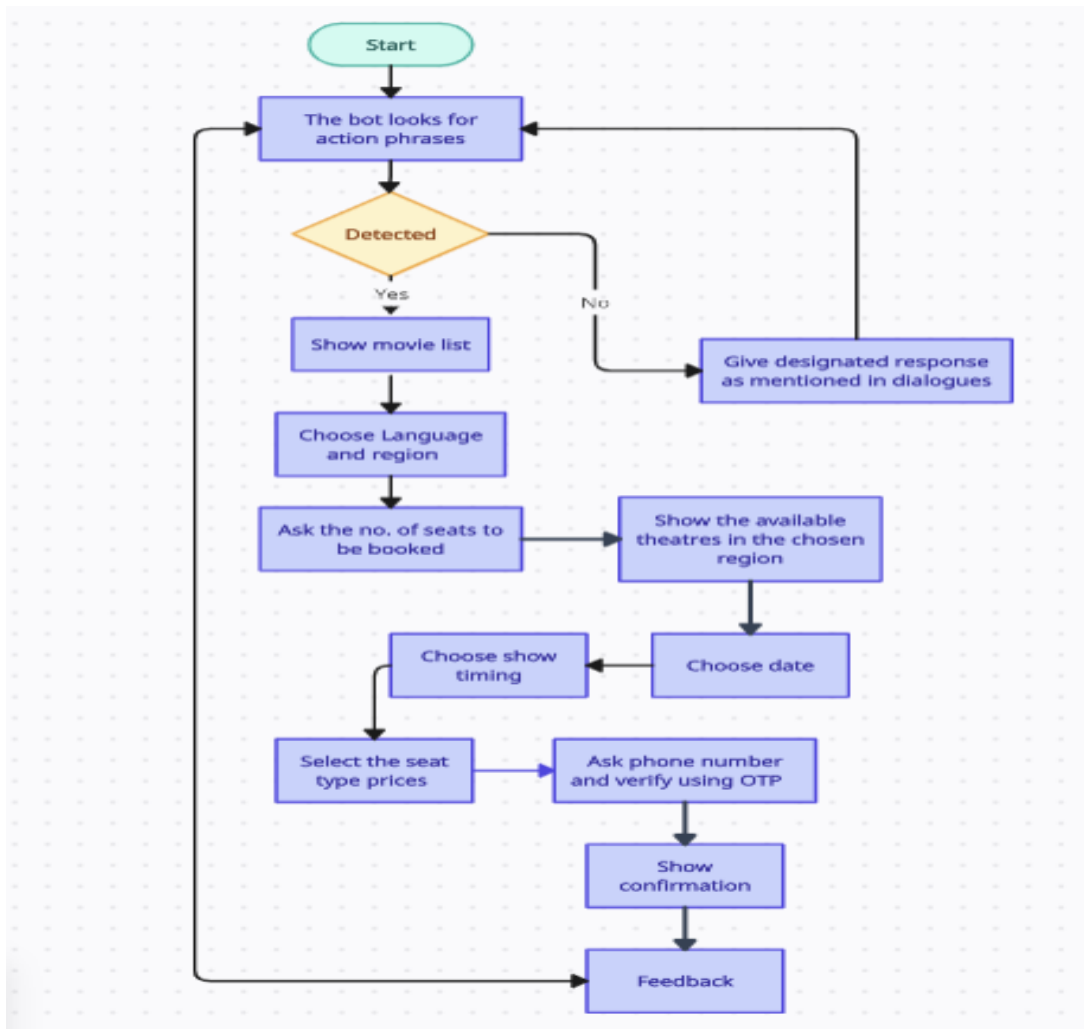 Start
The bot looks for
action phrases
Detected
Yes
No
Show movie list
Give designated response
as mentioned in dialogues
Choose Language
and region
Ask the no. of seats to
be booked
Show the available
theatres in the chosen
region
Choose show
timing
Choose date
Select the seat
type prices
Ask phone number
and verify using OTP
Show
confirmation
Feedback